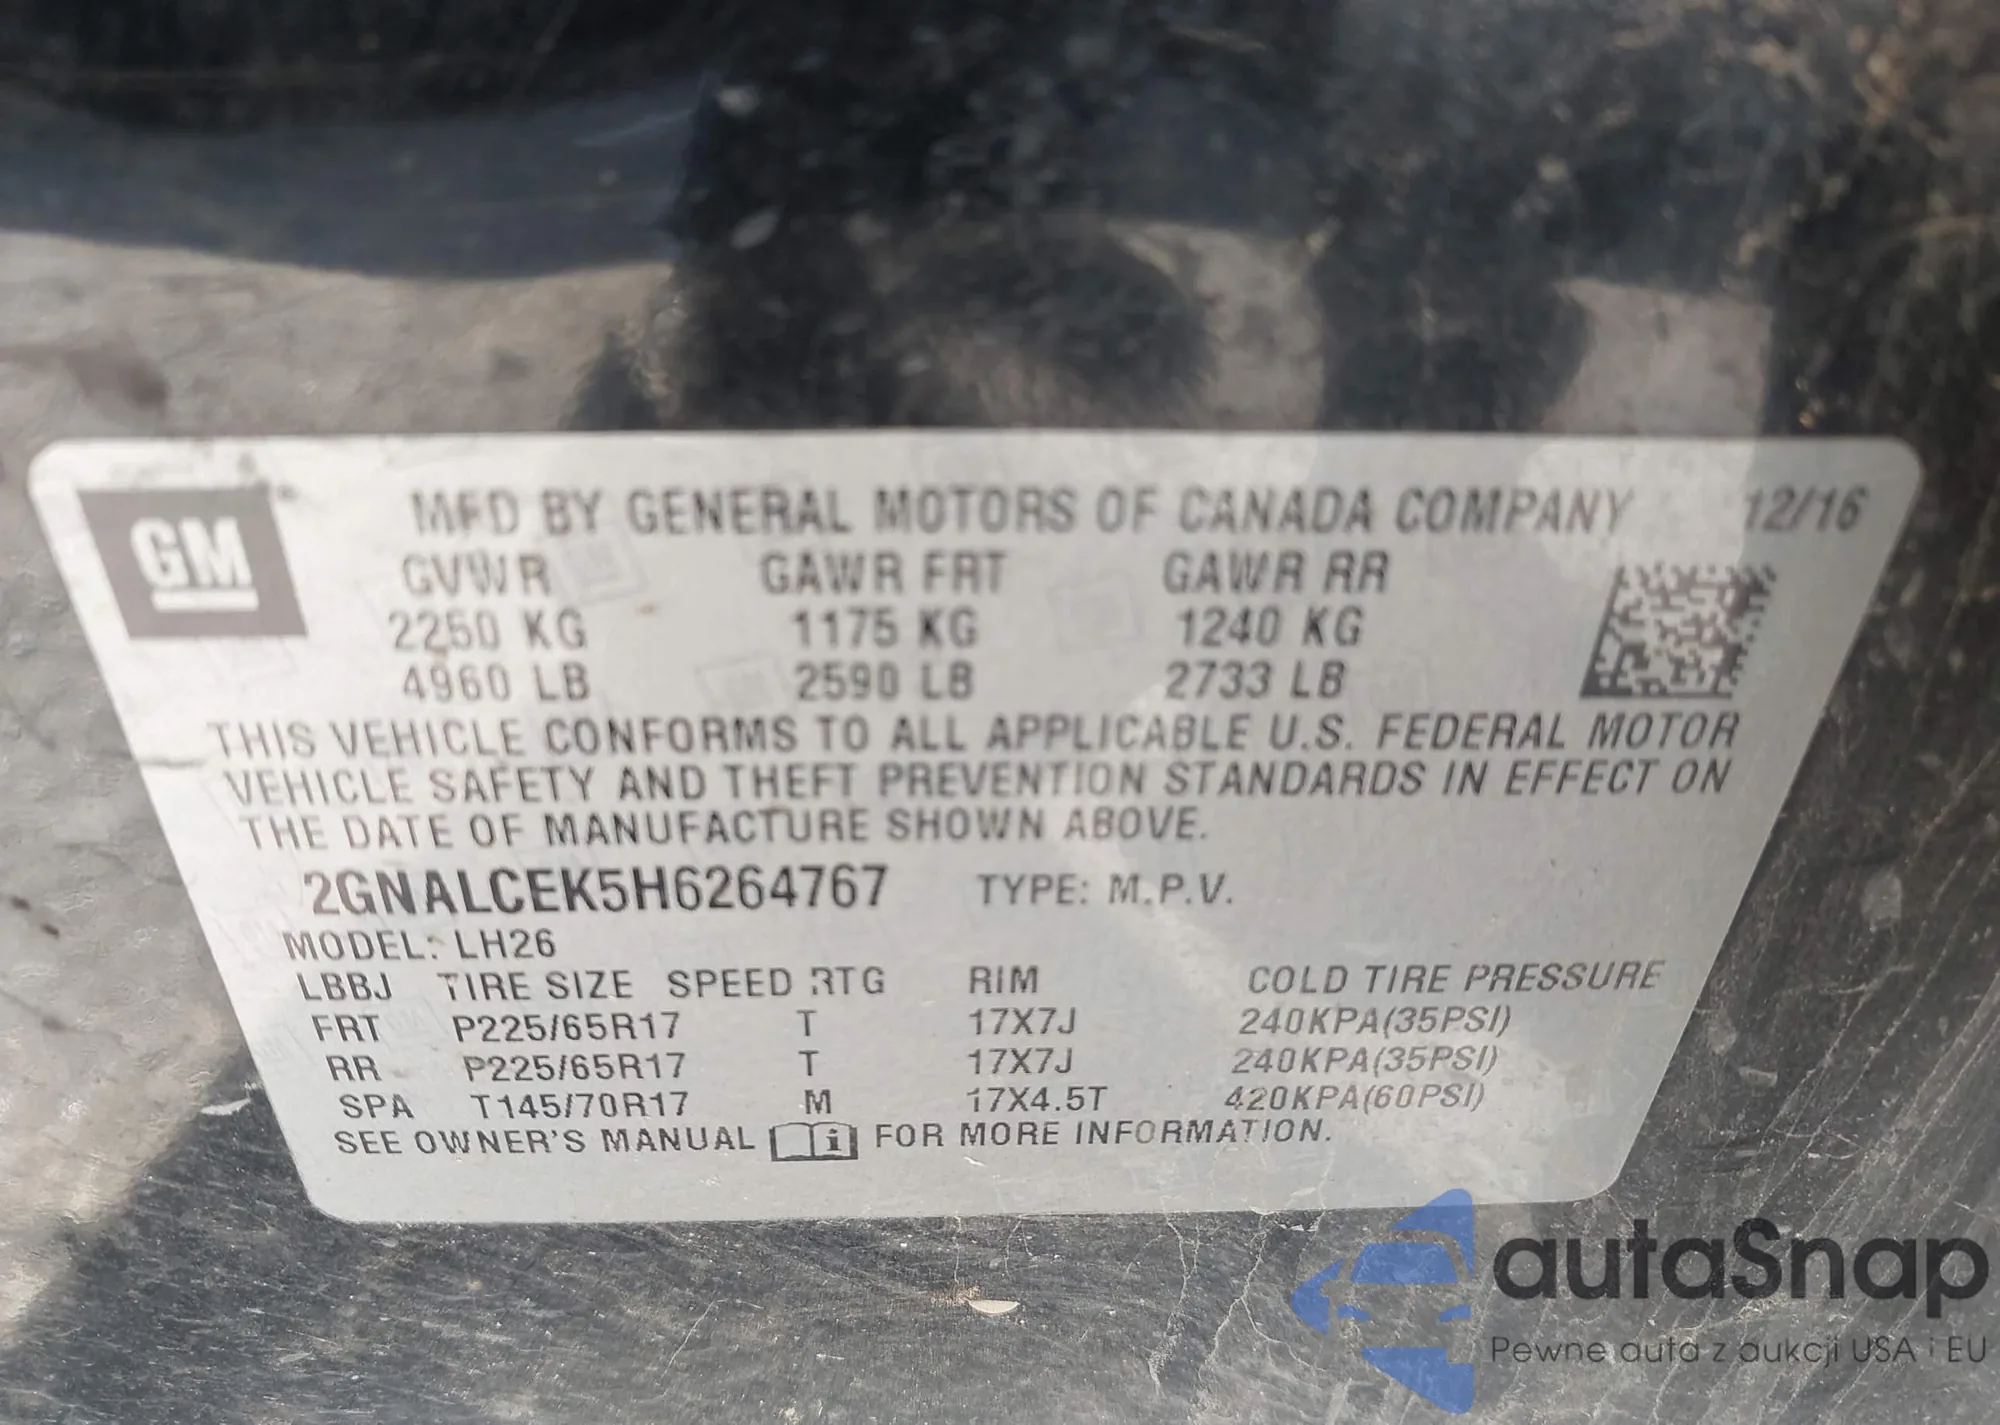 GM
MFD BY GENERAL MOTORS OF CANADA COMPANY 12/16
GVWR GAWR FRT GAWR RR
2250 KG 1175 KG 1240 KG
4960 LB 2590 LB 2733 LB
THIS VEHICLE CONFORMS TO ALL APPLICABLE U.S. FEDERAL MOTOR
VEHICLE SAFETY AND THEFT PREVENTION STANDARDS IN EFFECT ON
THE DATE OF MANUFACTURE SHOWN ABOVE.
2GNALCEK5H6264767 TYPE: M.P.V.
MODEL: LH26
LBBJ TIRE SIZE SPEED RTG RIM COLD TIRE PRESSURE
FRT P225/65R17 T 17X7J 240KPA(35PSI)
RR P225/65R17 T 17X7J 240KPA(35PSI)
SPA T145/70R17 M 17X4.5T 420KPA(60PSI)
SEE OWNER'S MANUAL i FOR MORE INFORMATION.
autaSnap
Pewne auta z aukcji USA i EU